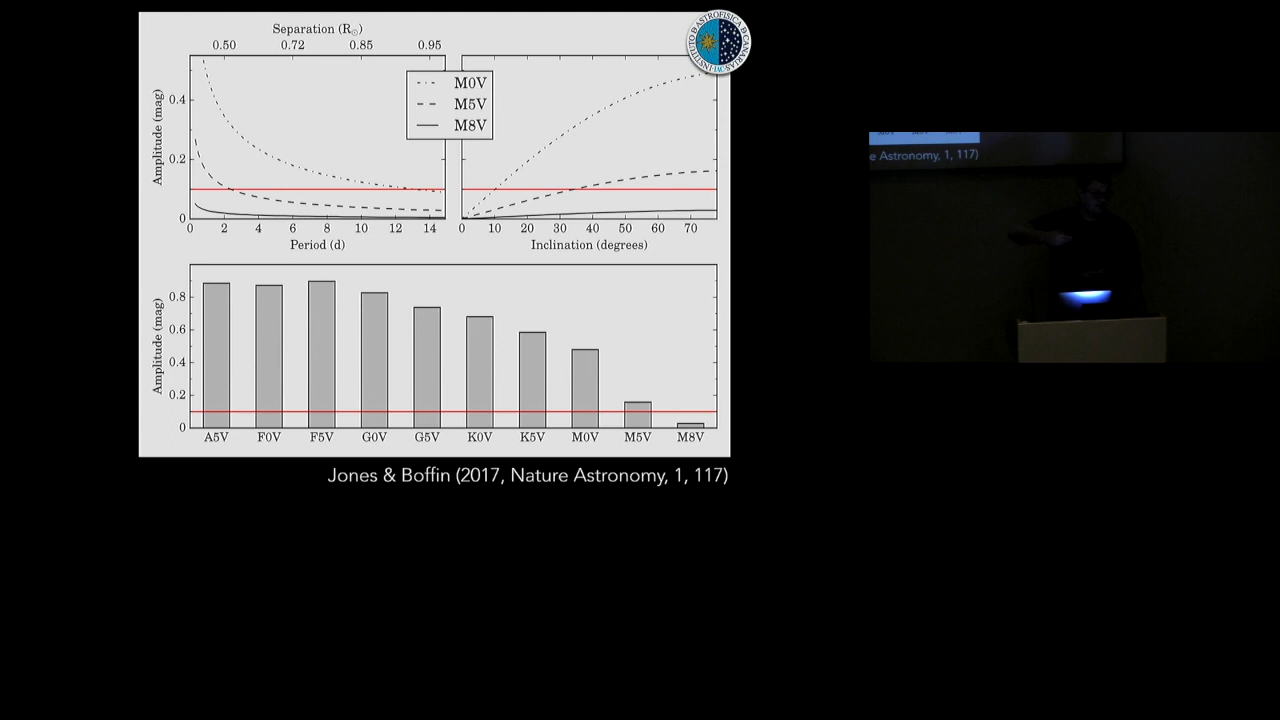 Separation (R☉)
0.50 0.72 0.85 0.95
INSTITUTO D ASTROFISICA D CANARIAS
Amplitude (mag)
0.4
0.2
0
M0V
M5V
M8V
0 2 4 6 8 10 12 14
0 10 20 30 40 50 60 70
Period (d)
Inclination (degrees)
Amplitude (mag)
0.8
0.6
0.4
0.2
0
A5V F0V F5V G0V G5V K0V K5V M0V M5V M8V
Jones & Boffin (2017, Nature Astronomy, 1, 117)
e Astronomy, 1, 117)